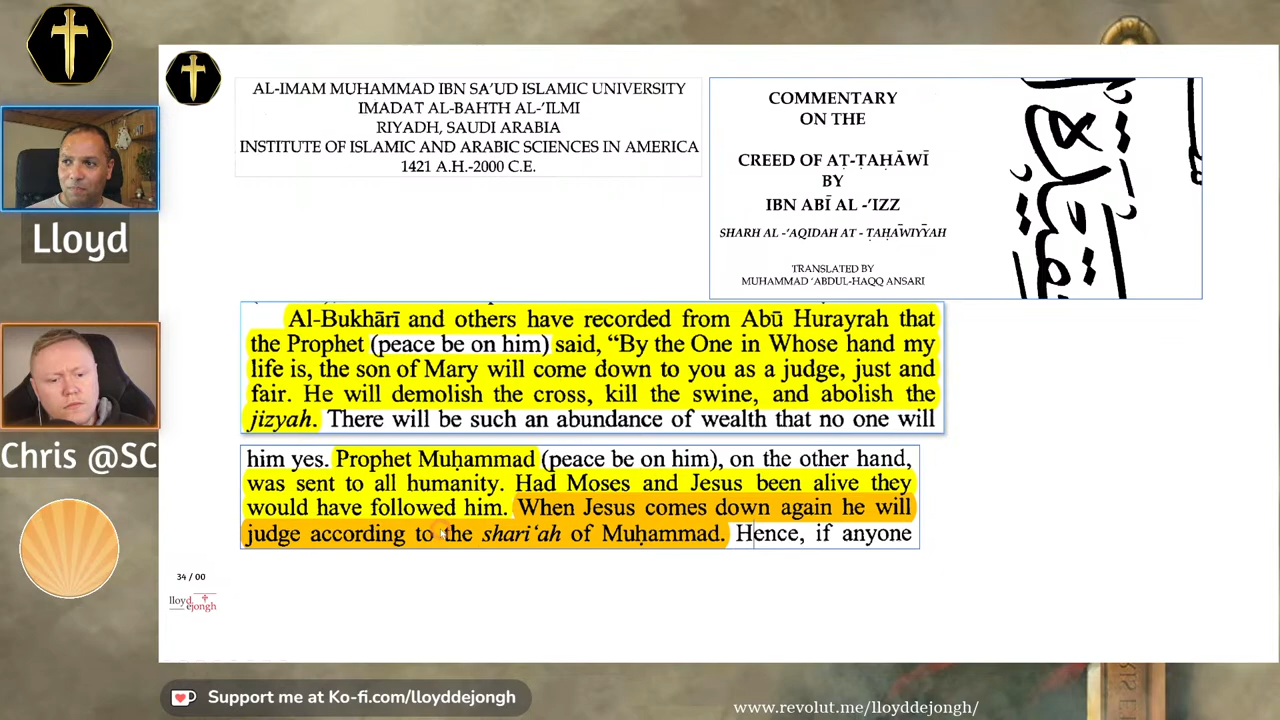 AL-IMAM MUHAMMAD IBN SA'UD ISLAMIC UNIVERSITY
IMADAT AL-BAHTH AL-'ILMI
RIYADH, SAUDI ARABIA
INSTITUTE OF ISLAMIC AND ARABIC SCIENCES IN AMERICA
1421 A.H.-2000 C.E.
COMMENTARY
ON THE
CREED OF AṬ-ṬAḤĀWĪ
BY
IBN ABĪ AL -'IZZ
SHARH AL -'AQIDAH AT - ṬAḤAWIYYAH
TRANSLATED BY
MUHAMMAD 'ABDUL-HAQQ ANSARI
Lloyd
Chris @SC
Al-Bukhārī and others have recorded from Abū Hurayrah that
the Prophet (peace be on him) said, “By the One in Whose hand my
life is, the son of Mary will come down to you as a judge, just and
fair. He will demolish the cross, kill the swine, and abolish the
jizyah. There will be such an abundance of wealth that no one will
him yes. Prophet Muḥammad (peace be on him), on the other hand,
was sent to all humanity. Had Moses and Jesus been alive they
would have followed him. When Jesus comes down again he will
judge according to the shari‘ah of Muḥammad. Hence, if anyone
34 / 00
lloyd
ejongh
Support me at Ko-fi.com/lloyddejongh
www.revolut.me/lloyddejongh/